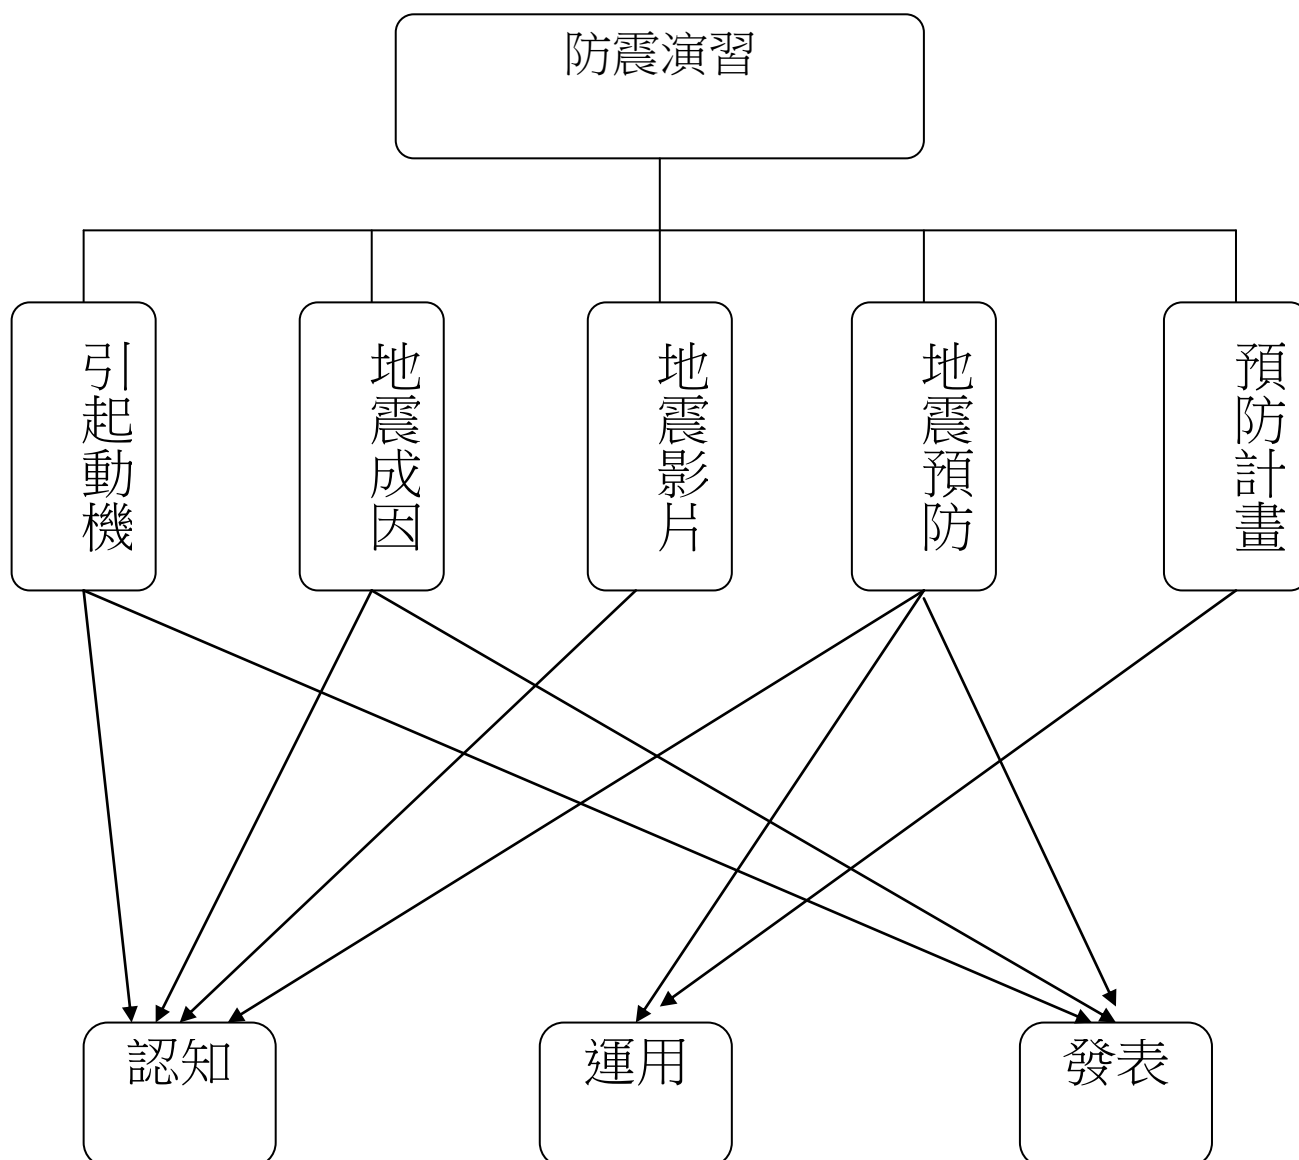 防震演習
引起動機
地震成因
地震影片
地震預防
預防計畫
認知
運用
發表